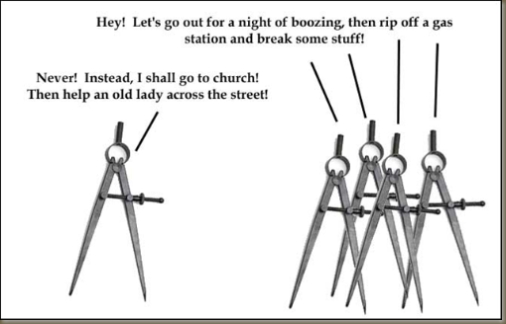 Hey!  Let's go out for a night of boozing, then rip off a gas
station and break some stuff!
Never!  Instead, I shall go to church!
Then help an old lady across the street!